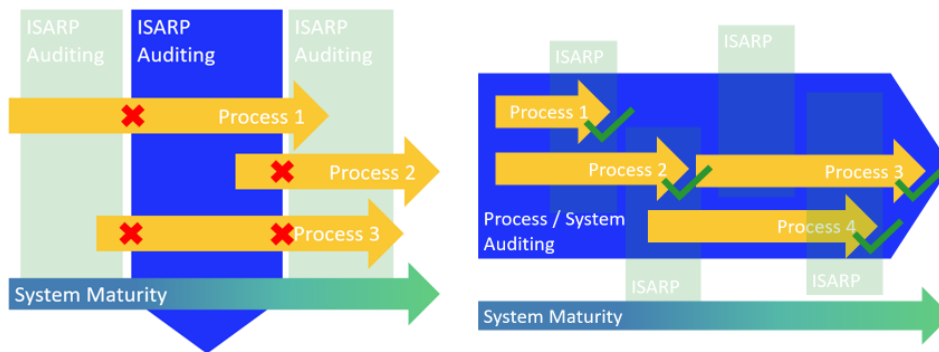 ISARP
Auditing
ISARP
Auditing
ISARP
Auditing
Process 1
Process 2
Process 3
System Maturity
ISARP
ISARP
Process 1
Process 2
Process 3
Process 4
Process / System
Auditing
ISARP
ISARP
System Maturity